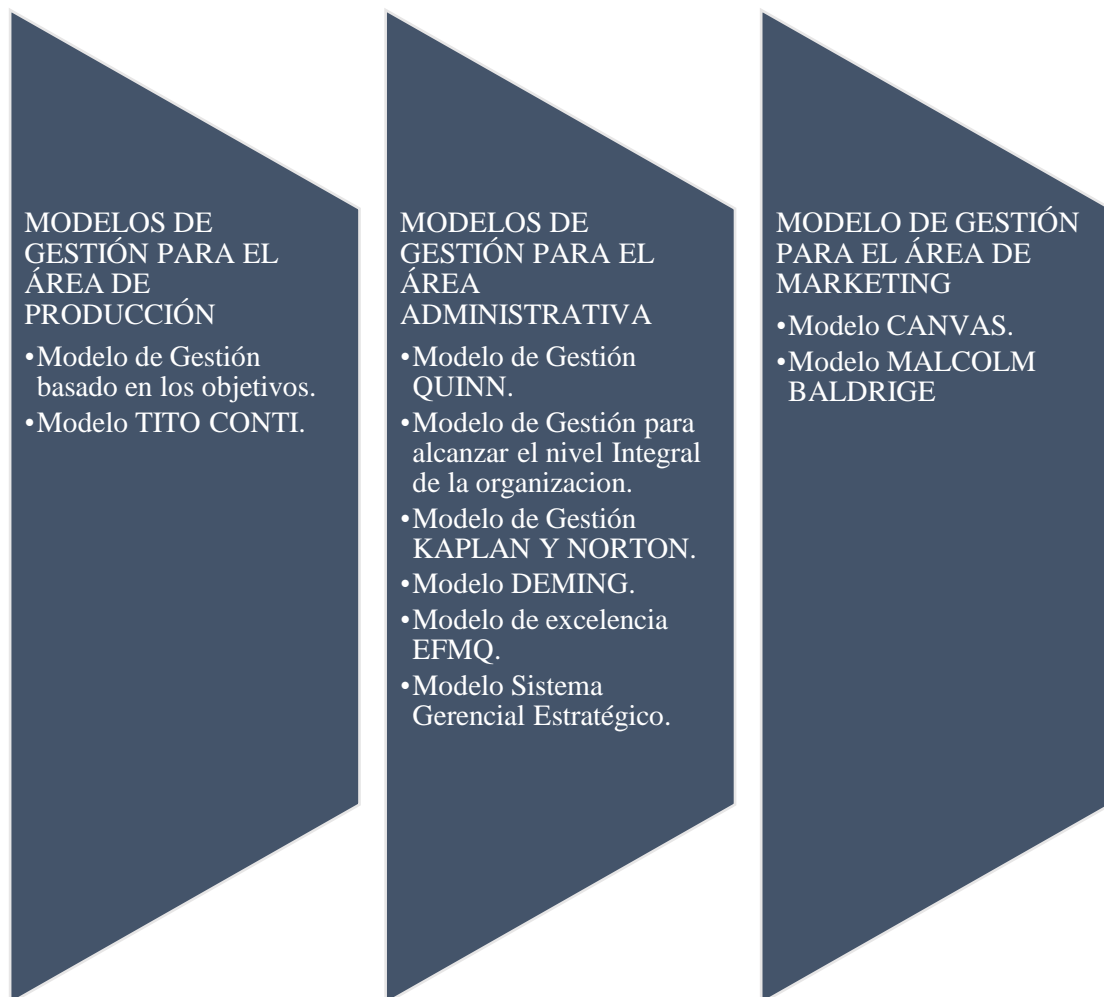 MODELOS DE
GESTIÓN PARA EL
ÁREA DE
PRODUCCIÓN
•Modelo de Gestión
basado en los objetivos.
•Modelo TITO CONTI.
MODELOS DE
GESTIÓN PARA EL
ÁREA
ADMINISTRATIVA
•Modelo de Gestión
QUINN.
•Modelo de Gestión para
alcanzar el nivel Integral
de la organizacion.
•Modelo de Gestión
KAPLAN Y NORTON.
•Modelo DEMING.
•Modelo de excelencia
EFMQ.
•Modelo Sistema
Gerencial Estratégico.
MODELO DE GESTIÓN
PARA EL ÁREA DE
MARKETING
•Modelo CANVAS.
•Modelo MALCOLM
BALDRIGE